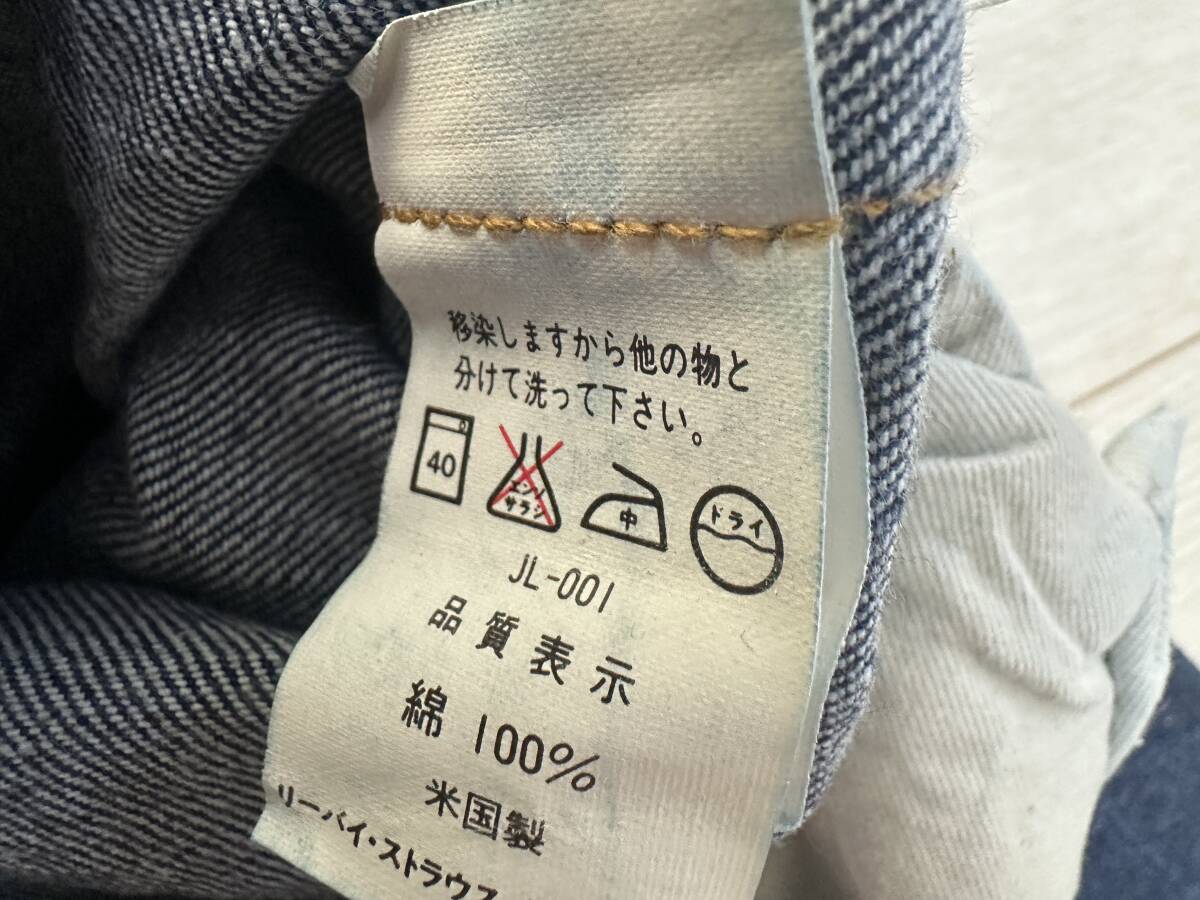 移染しますから他の物と
分けて洗って下さい。
40 エンソサラシ 中 ドライ
JL-001
品質表示
綿 100%
米国製
リーバイ・ストラウス